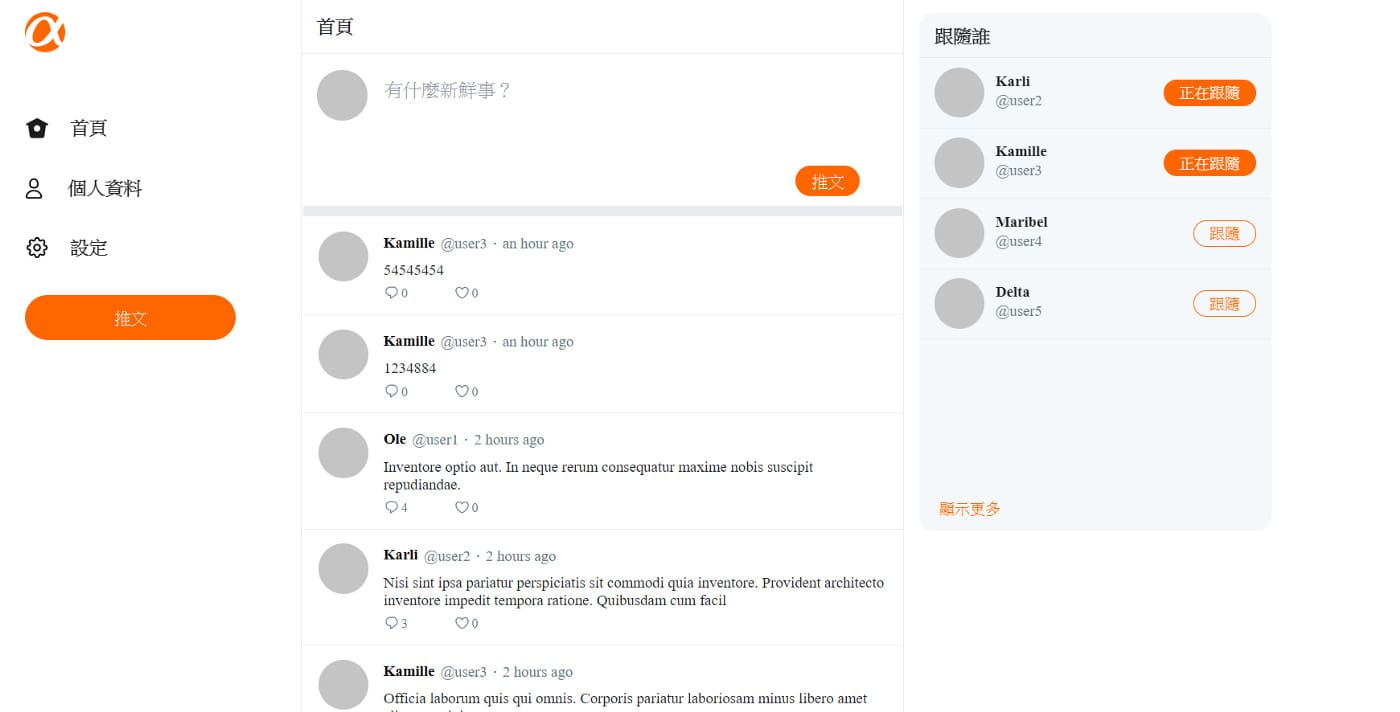 首頁
個人資料
設定
推文
首頁
有什麼新鮮事？
推文
Kamille @user3 · an hour ago
54545454
0 0
Kamille @user3 · an hour ago
1234884
0 0
Ole @user1 · 2 hours ago
Inventore optio aut. In neque rerum consequatur maxime nobis suscipit
repudiandae.
4 0
Karli @user2 · 2 hours ago
Nisi sint ipsa pariatur perspiciatis sit commodi quia inventore. Provident architecto
inventore impedit tempora ratione. Quibusdam cum facil
3 0
Kamille @user3 · 2 hours ago
Officia laborum quis qui omnis. Corporis pariatur laboriosam minus libero amet
跟隨誰
Karli
@user2
正在跟隨
Kamille
@user3
正在跟隨
Maribel
@user4
跟隨
Delta
@user5
跟隨
顯示更多